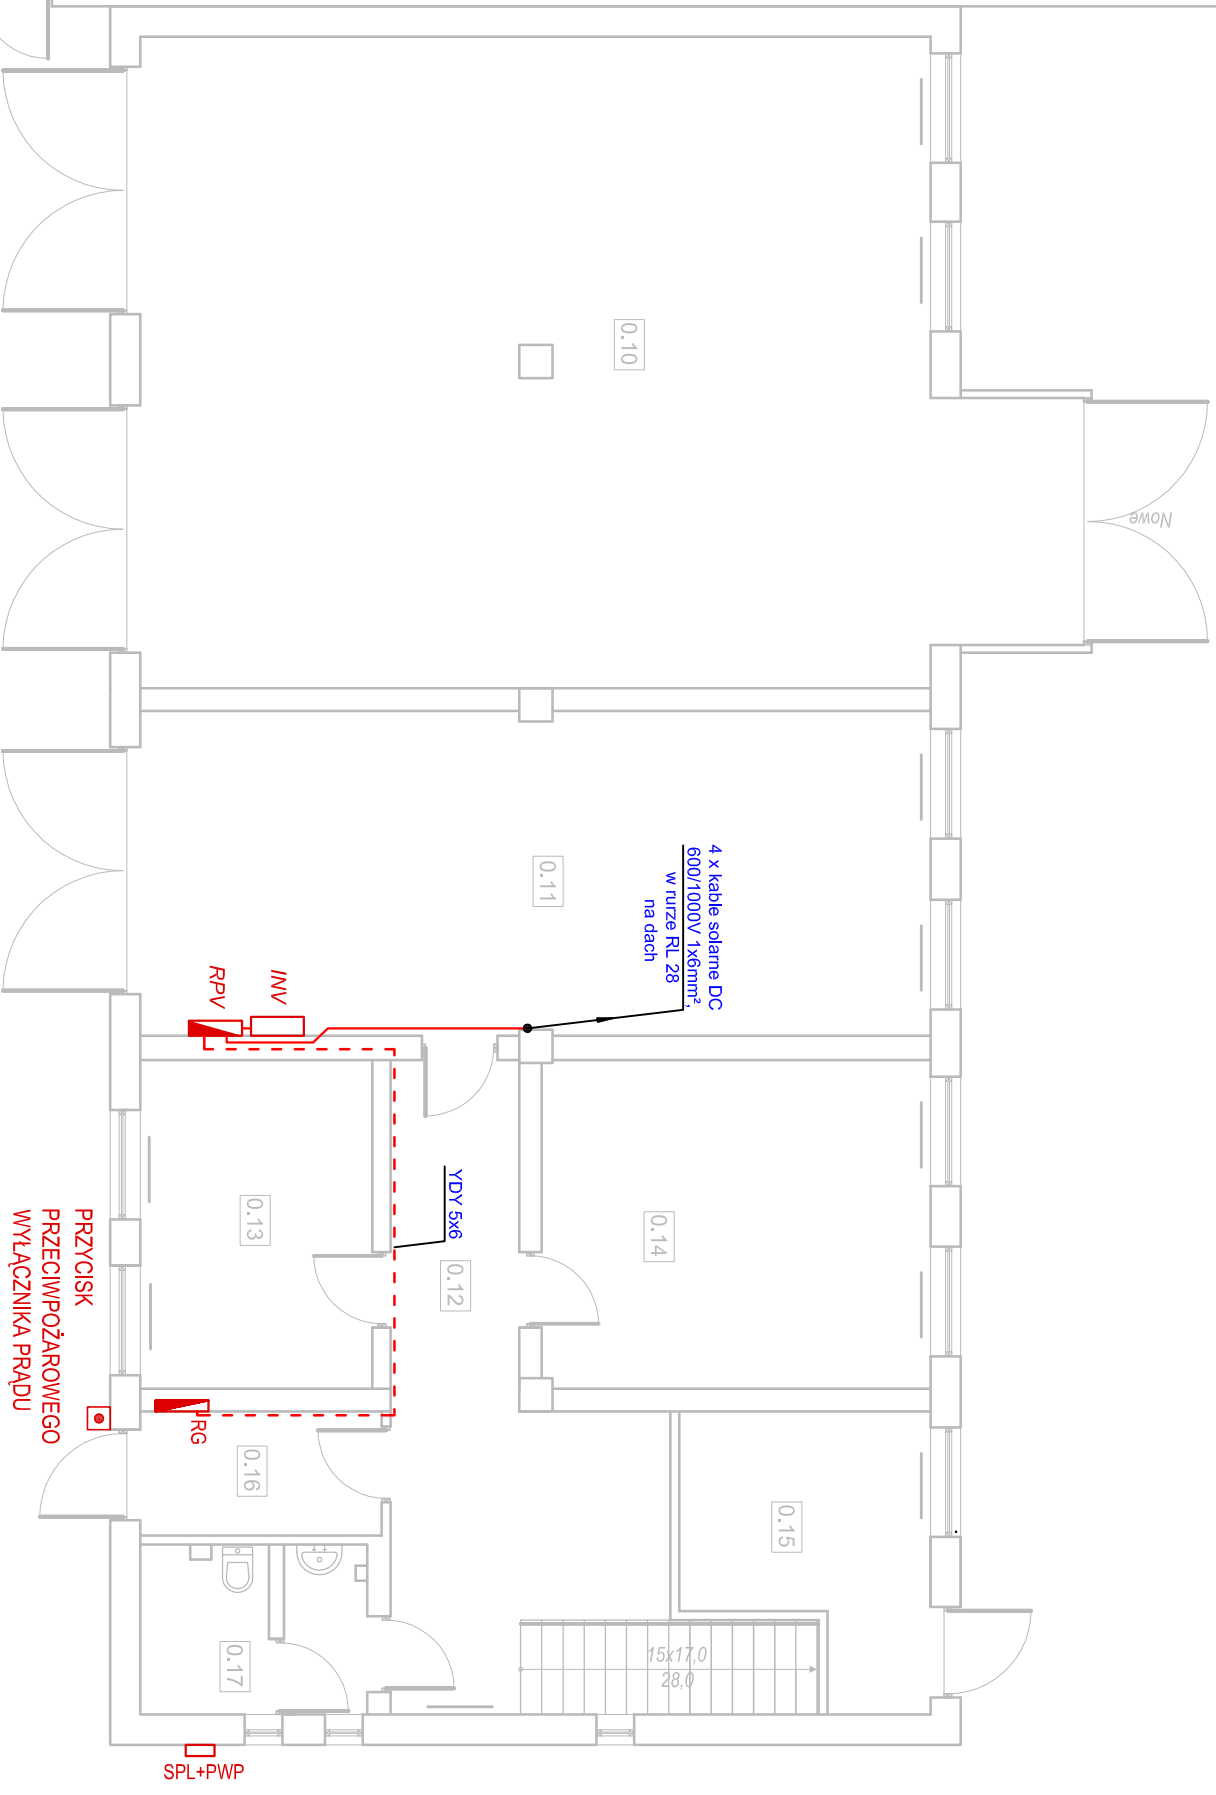 0.10
Nowe
4 x kable solarne DC
600/1000V 1x6mm²,
w rurze RL 28
na dach
0.11
INV
RPV
YDY 5x6
0.13
0.14
0.12
PRZYCISK
PRZECIWPOŻAROWEGO
WYŁĄCZNIKA PRĄDU
RG
0.16
0.15
0.17
15x17,0
28,0
SPL+PWP